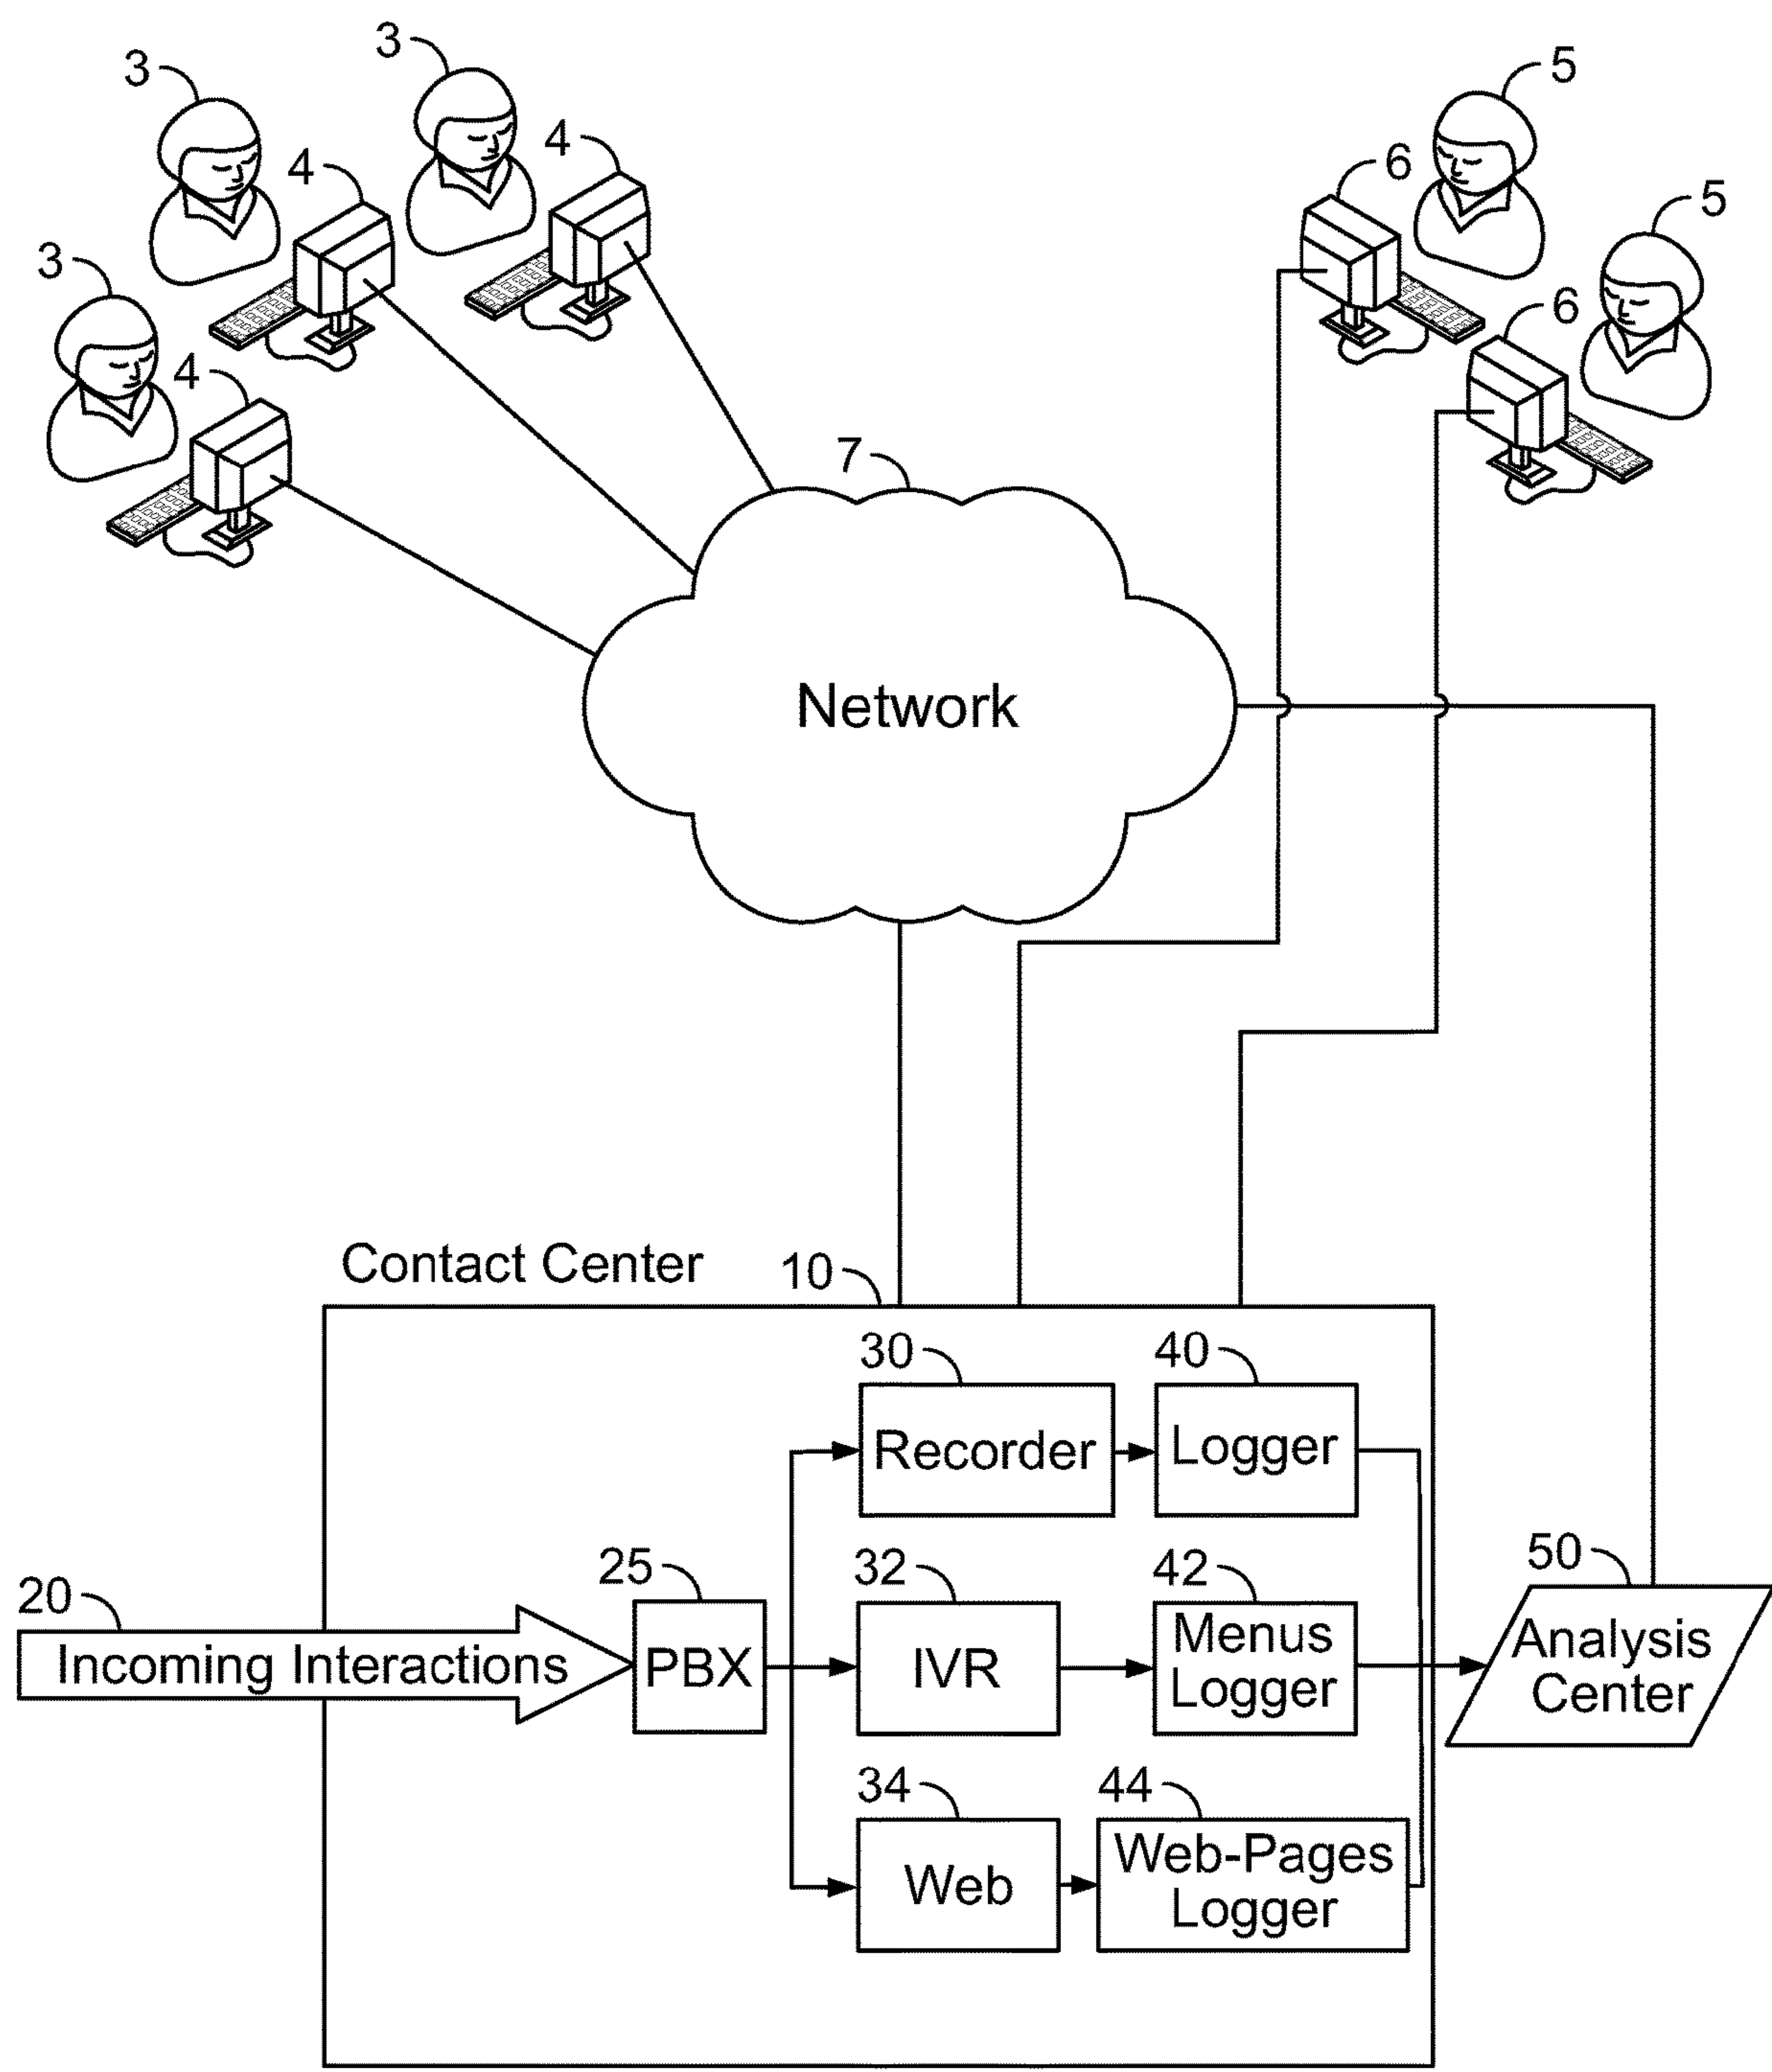 3
3
5
4
4
6
5
3
6
4
7
Network
Contact Center
10
30
40
Recorder
Logger
20
25
32
42
50
Incoming Interactions
PBX
IVR
Menus
Logger
Analysis
Center
34
44
Web
Web-Pages
Logger